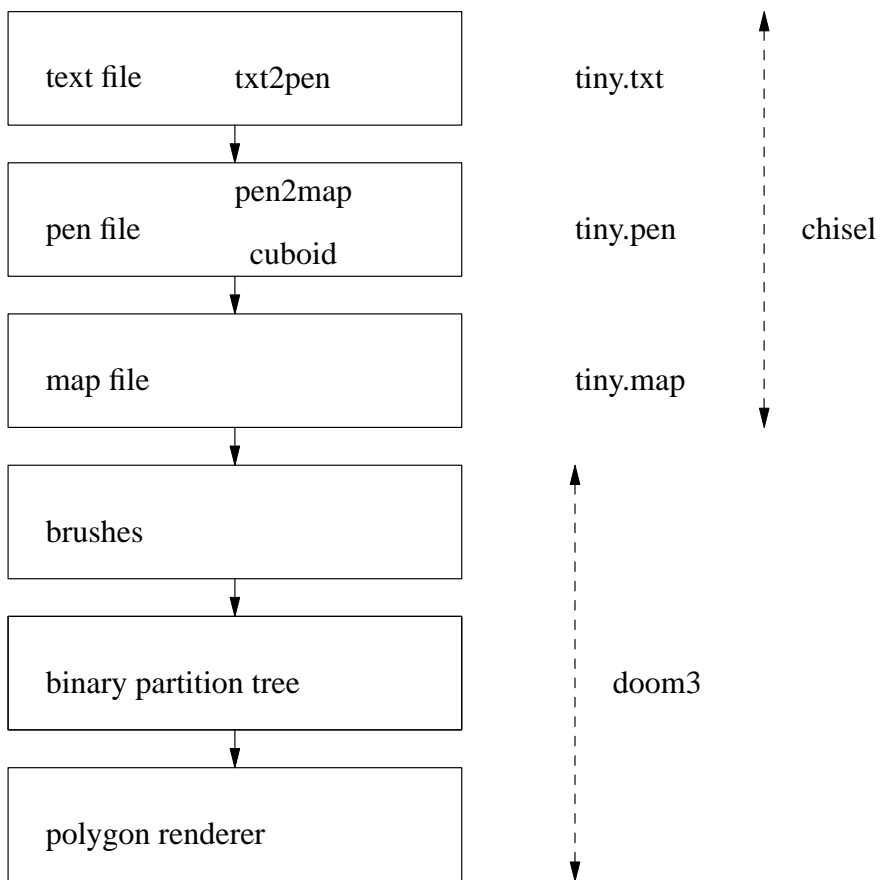 text file txt2pen tiny.txt
pen2map
pen file tiny.pen chisel
cuboid
map file tiny.map
brushes
binary partition tree doom3
polygon renderer